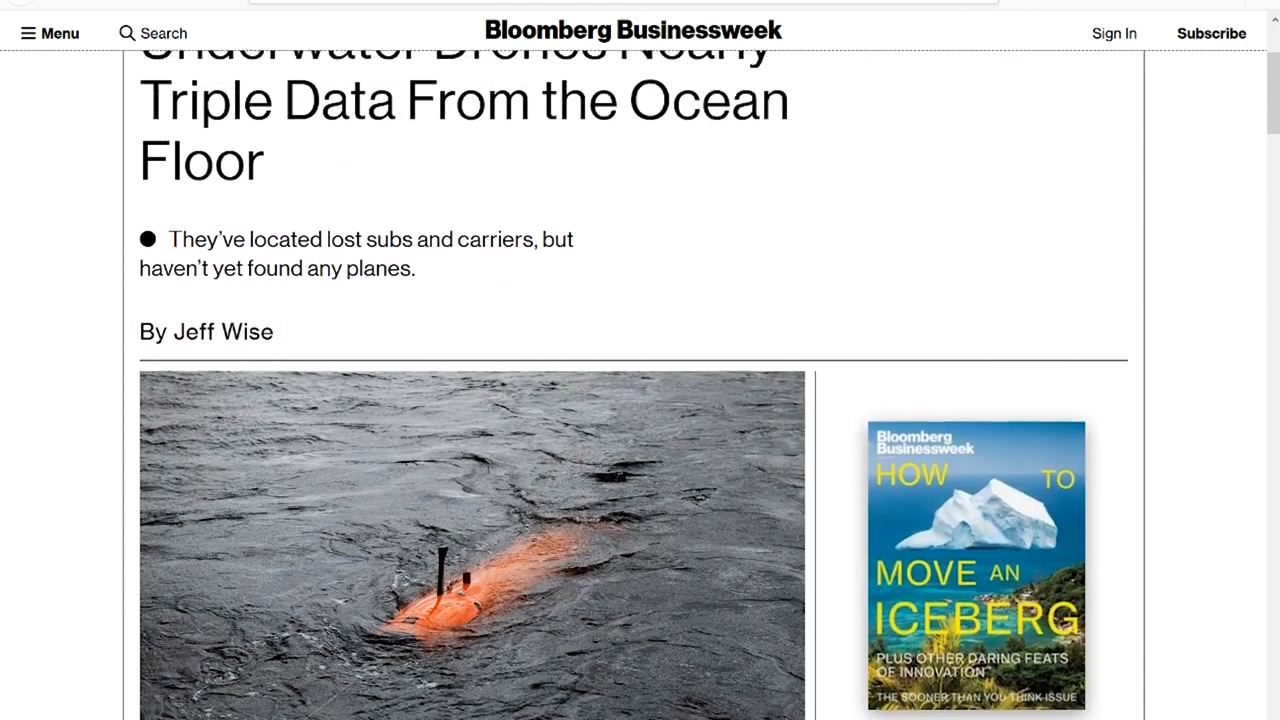 Menu
Search
Bloomberg Businessweek
Sign In
Subscribe
Underwater Drones Nearly
Triple Data From the Ocean
Floor
● They’ve located lost subs and carriers, but
haven’t yet found any planes.
By Jeff Wise
Bloomberg
Businessweek
HOW TO
MOVE AN
ICEBERG
PLUS OTHER DARING FEATS
OF INNOVATION
THE SOONER THAN YOU THINK ISSUE